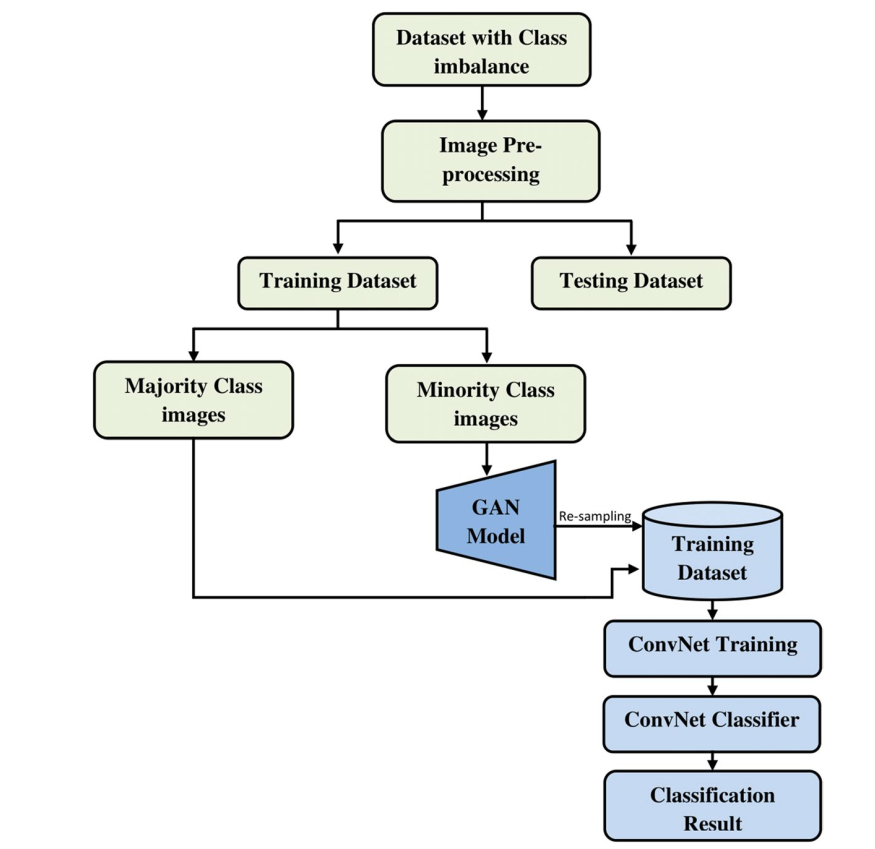 Dataset with Class
imbalance
Image Pre-
processing
Training Dataset
Testing Dataset
Majority Class
images
Minority Class
images
GAN
Model
Re-sampling
Training
Dataset
ConvNet Training
ConvNet Classifier
Classification
Result